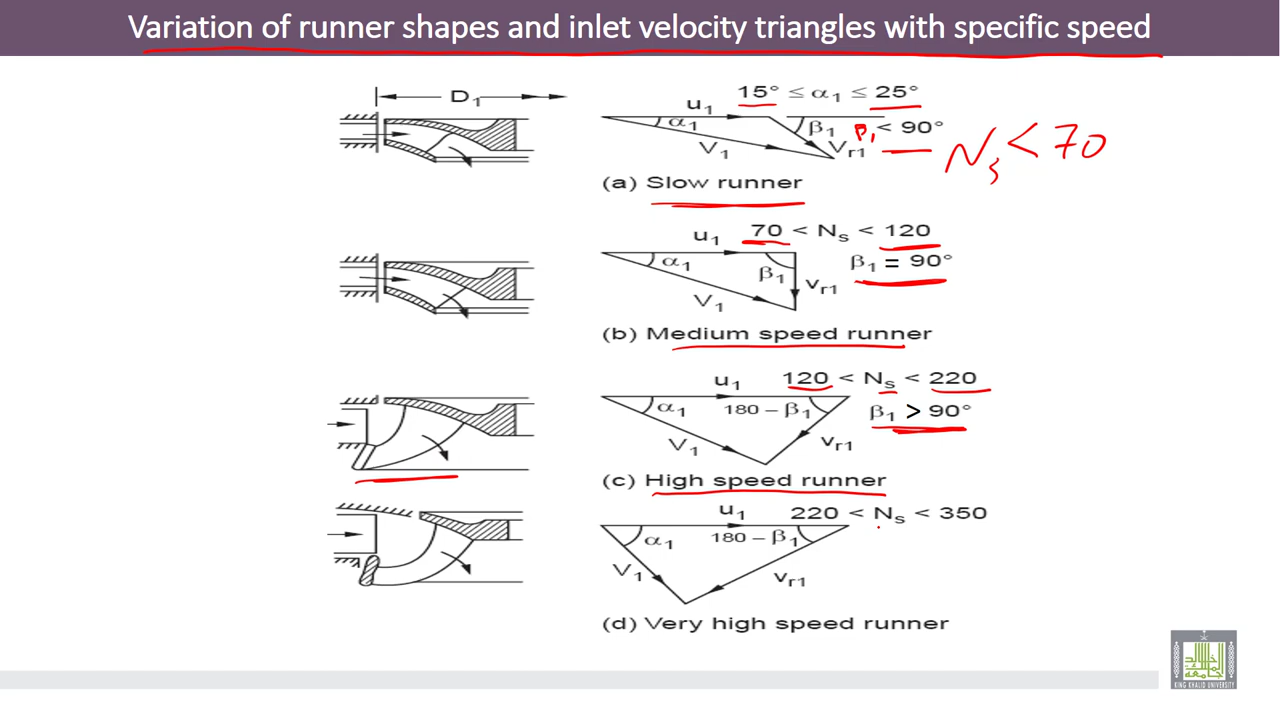 Variation of runner shapes and inlet velocity triangles with specific speed
D₁
15° ≤ α₁ ≤ 25°
u₁
α₁
β₁
β₁ < 90°
V₁
Vr1
Ns < 70
(a) Slow runner
u₁
70 < Ns < 120
α₁
β₁
β₁ = 90°
V₁
vr1
(b) Medium speed runner
u₁
120 < Ns < 220
α₁
180 – β₁
β₁ > 90°
V₁
vr1
(c) High speed runner
u₁
220 < Ns < 350
α₁
180 – β₁
V₁
vr1
(d) Very high speed runner
KING KHALID UNIVERSITY